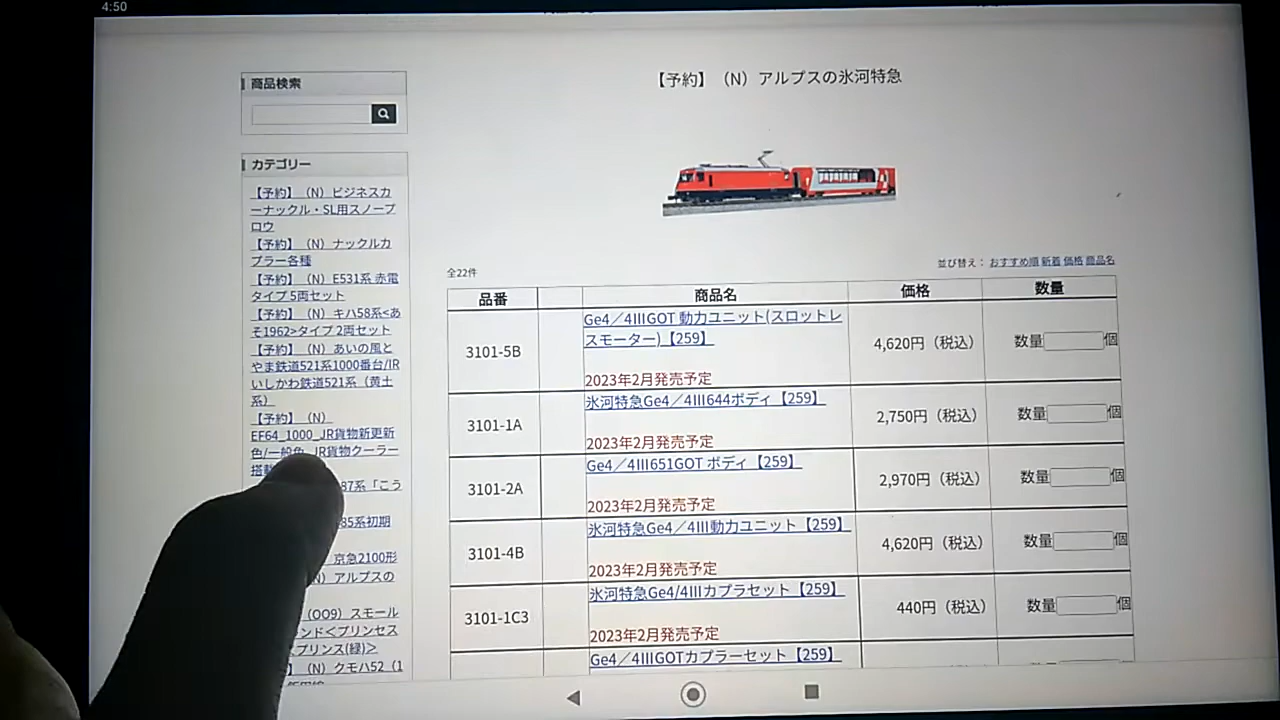 4:50
商品検索
カテゴリー
【予約】（N）ビジネスカ
ーナックル・SL用スノープ
ロウ
【予約】（N）ナックルカ
プラー各種
【予約】（N）E531系 赤電
タイプ 5両セット
【予約】（N）キハ58系<あ
そ1962>タイプ 2両セット
【予約】（N）あいの風と
やま鉄道521系1000番台/IR
いしかわ鉄道521系（黄土
系）
【予約】（N）
EF64_1000_JR貨物新更新
色/一般色_JR貨物クーラー
搭載
87系「こう
85系初期
京急2100形
N）アルプスの
（OO9）スモール
ンド<プリンセス
プリンス(緑)>
】（N）クモハ52（1
【予約】（N）アルプスの氷河特急
全22件
並び替え： おすすめ順 新着 価格 商品名
品番 商品名 価格 数量
3101-5B Ge4／4IIIGOT 動力ユニット(スロットレ
スモーター)【259】 4,620円（税込） 数量 個
2023年2月発売予定
3101-1A 氷河特急Ge4／4III644ボディ【259】 2,750円（税込） 数量 個
2023年2月発売予定
3101-2A Ge4／4III651GOT ボディ【259】 2,970円（税込） 数量 個
2023年2月発売予定
3101-4B 氷河特急Ge4／4III動力ユニット【259】 4,620円（税込） 数量 個
2023年2月発売予定
3101-1C3 氷河特急Ge4/4IIIカプラセット【259】 440円（税込） 数量 個
2023年2月発売予定
Ge4／4IIIGOTカプラーセット【259】